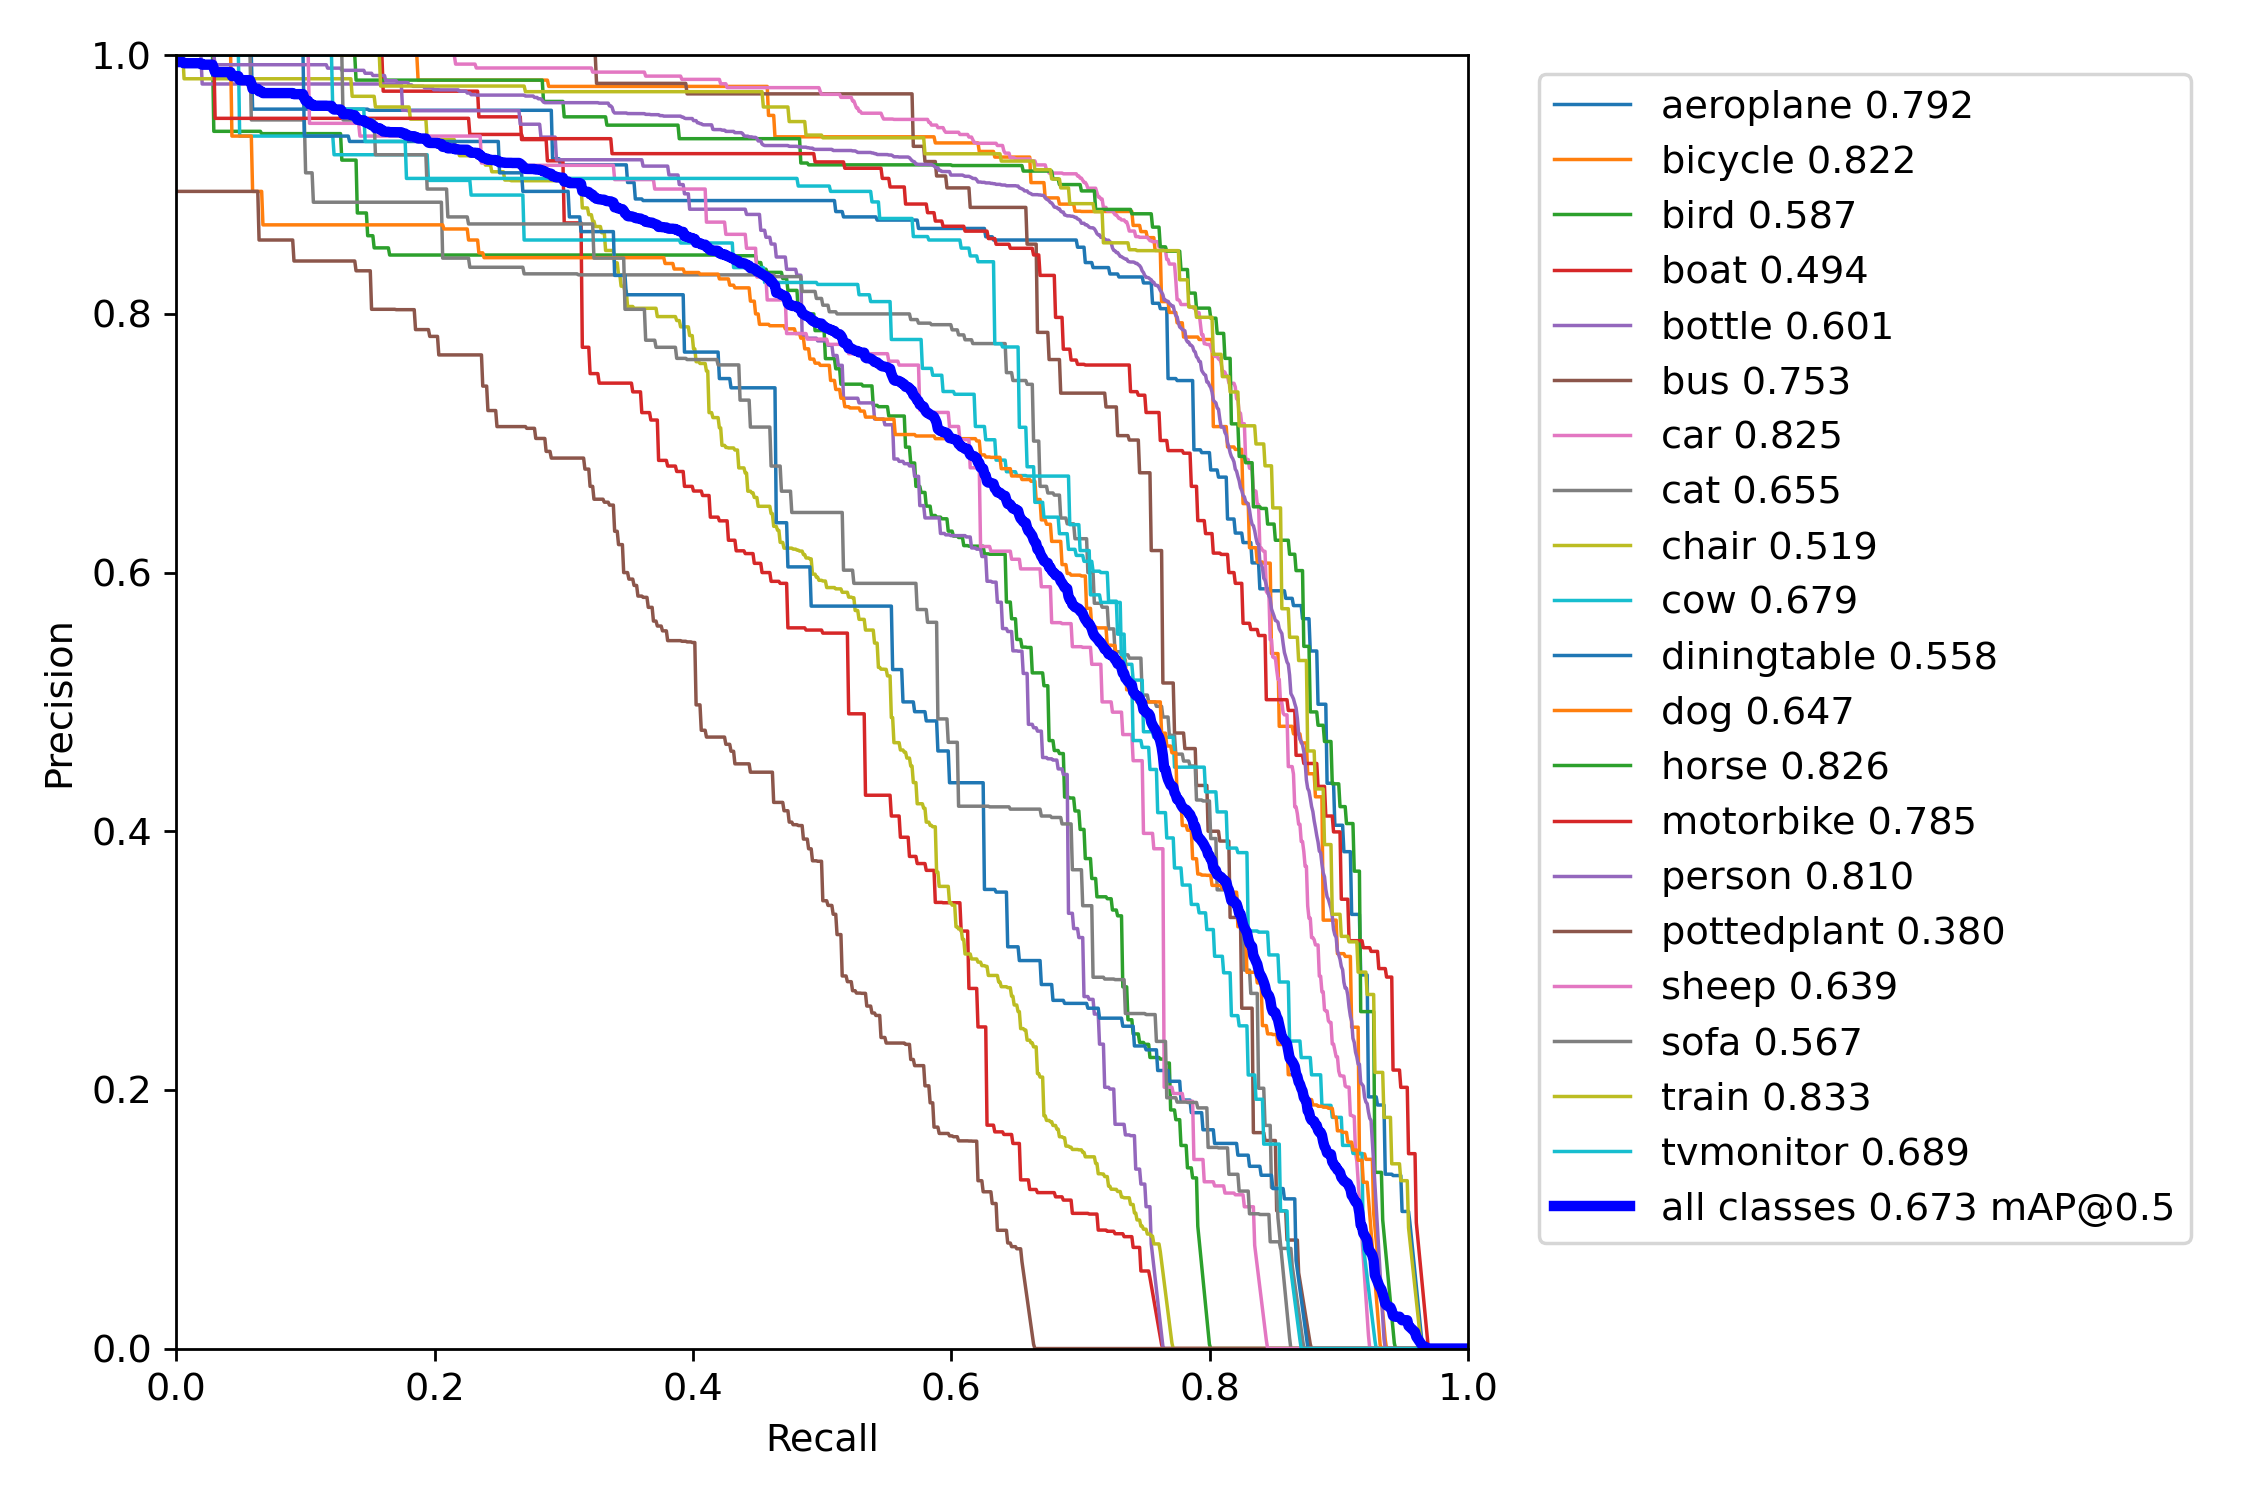 1.0
0.8
0.6
0.4
0.2
0.0
Precision
0.0 0.2 0.4 0.6 0.8 1.0
Recall
aeroplane 0.792
bicycle 0.822
bird 0.587
boat 0.494
bottle 0.601
bus 0.753
car 0.825
cat 0.655
chair 0.519
cow 0.679
diningtable 0.558
dog 0.647
horse 0.826
motorbike 0.785
person 0.810
pottedplant 0.380
sheep 0.639
sofa 0.567
train 0.833
tvmonitor 0.689
all classes 0.673 mAP@0.5